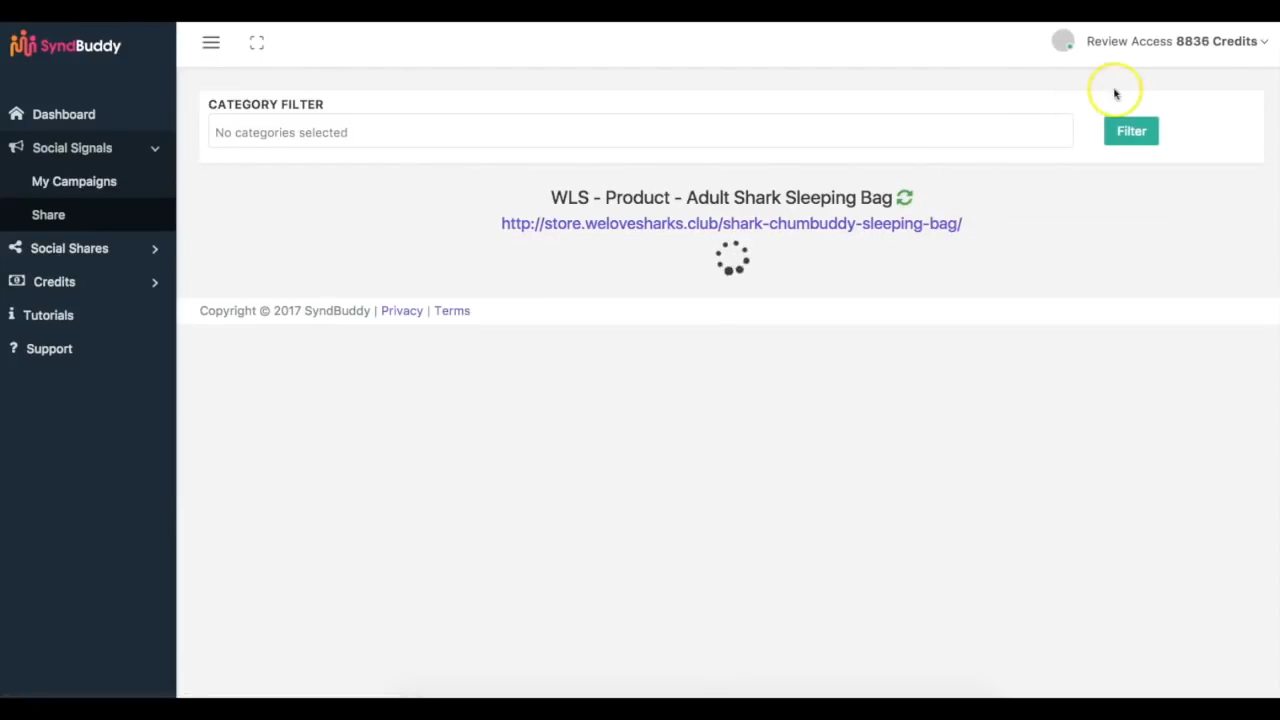 SyndBuddy
Review Access 8836 Credits
Dashboard
Social Signals
My Campaigns
Share
Social Shares
Credits
Tutorials
Support
CATEGORY FILTER
No categories selected
Filter
WLS - Product - Adult Shark Sleeping Bag
http://store.welovesharks.club/shark-chumbuddy-sleeping-bag/
Copyright © 2017 SyndBuddy | Privacy | Terms